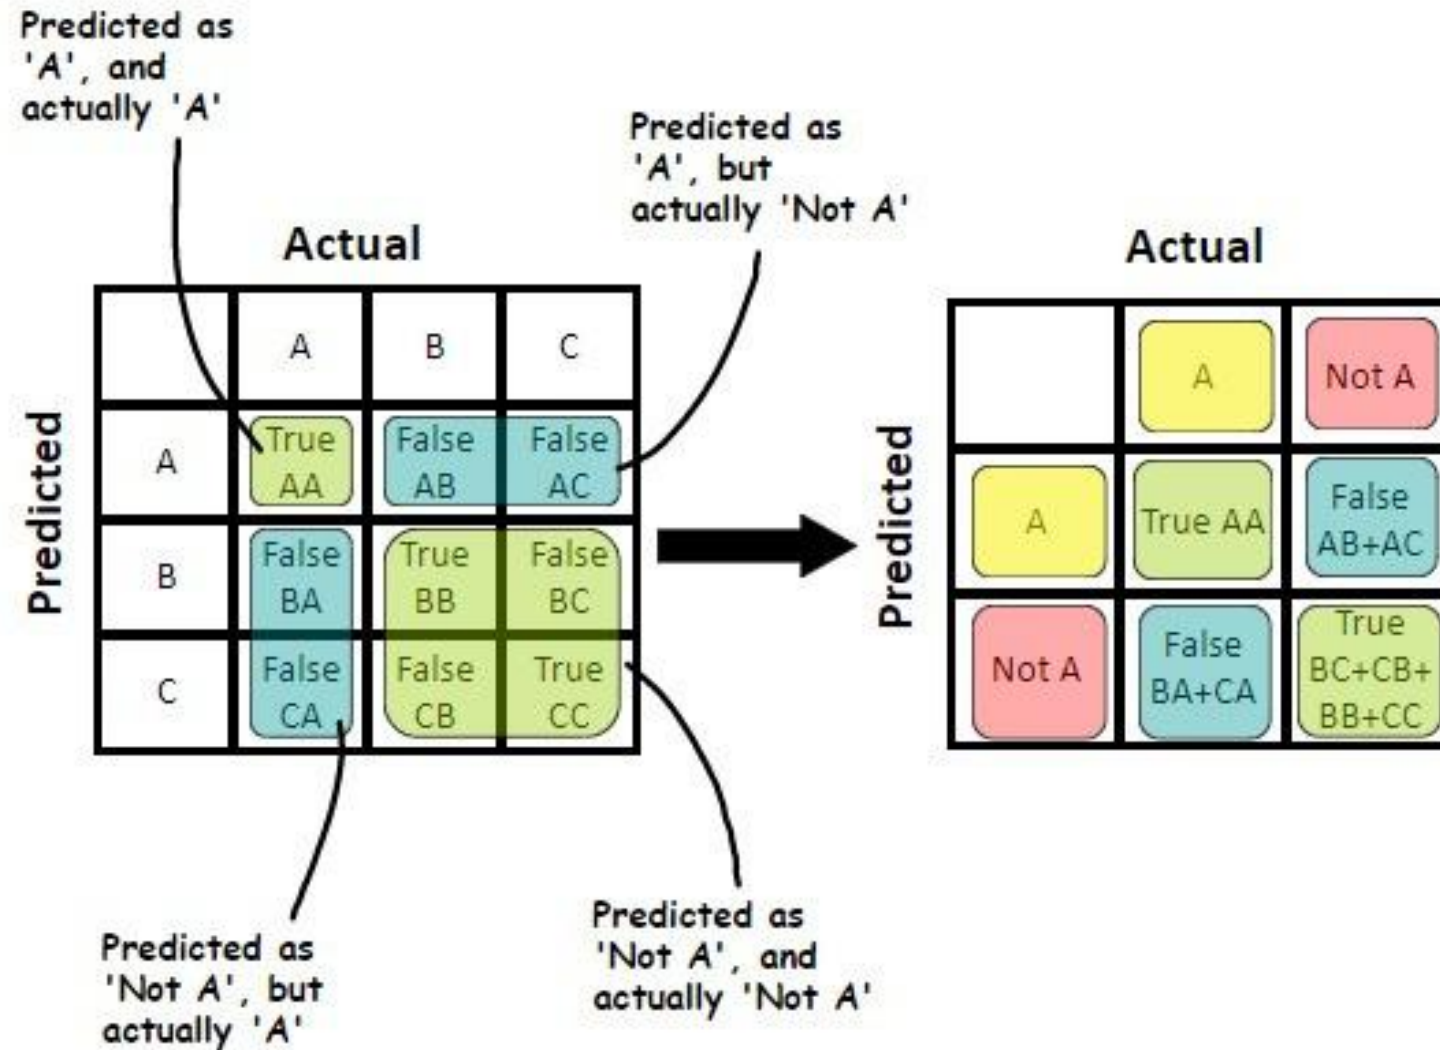 Predicted as
'A', and
actually 'A'
Predicted as
'A', but
actually 'Not A'
Actual
A
B
C
Predicted
A
True
AA
False
AB
False
AC
B
False
BA
True
BB
False
BC
C
False
CA
False
CB
True
CC
Predicted as
'Not A', but
actually 'A'
Predicted as
'Not A', and
actually 'Not A'
Actual
A
Not A
Predicted
A
True AA
False
AB+AC
Not A
False
BA+CA
True
BC+CB+
BB+CC